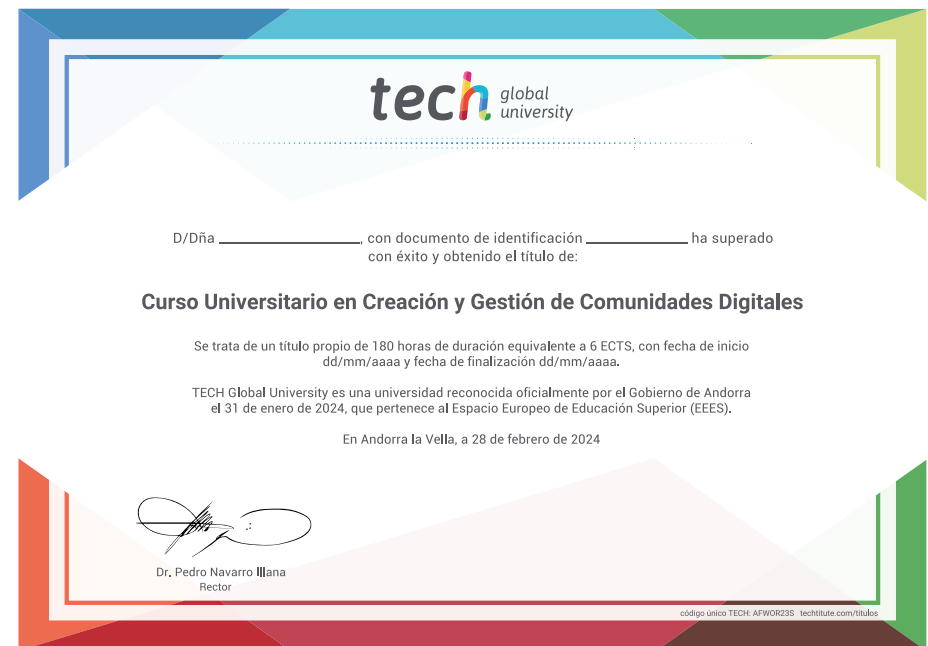 tech global
university
D/Dña ____________________, con documento de identificación ______________ ha superado
con éxito y obtenido el título de:
Curso Universitario en Creación y Gestión de Comunidades Digitales
Se trata de un título propio de 180 horas de duración equivalente a 6 ECTS, con fecha de inicio
dd/mm/aaaa y fecha de finalización dd/mm/aaaa.
TECH Global University es una universidad reconocida oficialmente por el Gobierno de Andorra
el 31 de enero de 2024, que pertenece al Espacio Europeo de Educación Superior (EEES).
En Andorra la Vella, a 28 de febrero de 2024
Dr. Pedro Navarro Illana
Rector
código único TECH: AFWOR23S techtitute.com/titulos